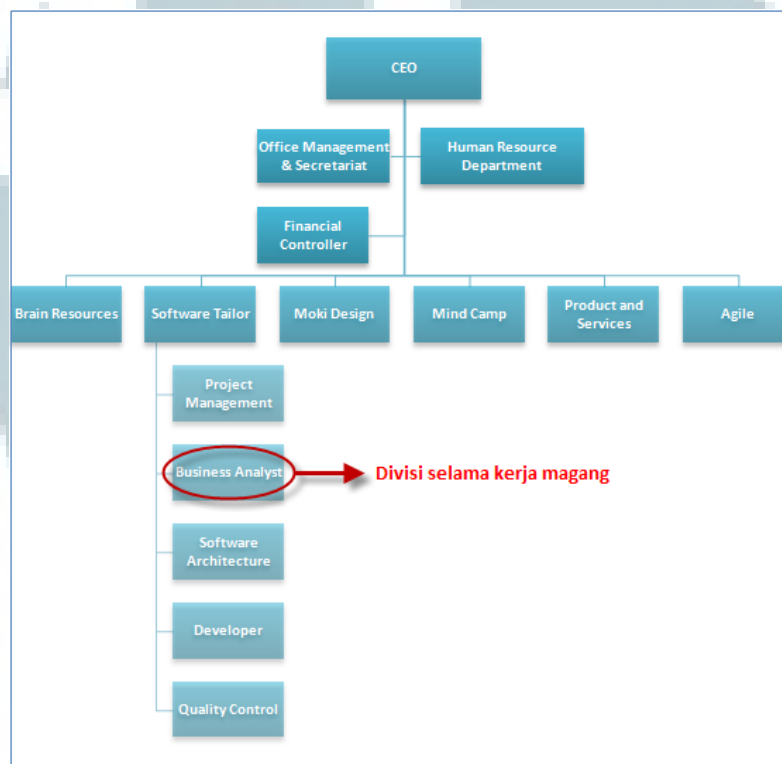 CEO
Office Management
& Secretariat
Human Resource
Department
Financial
Controller
Brain Resources
Software Tailor
Moki Design
Mind Camp
Product and
Services
Agile
Project
Management
Business Analyst
Divisi selama kerja magang
Software
Architecture
Developer
Quality Control